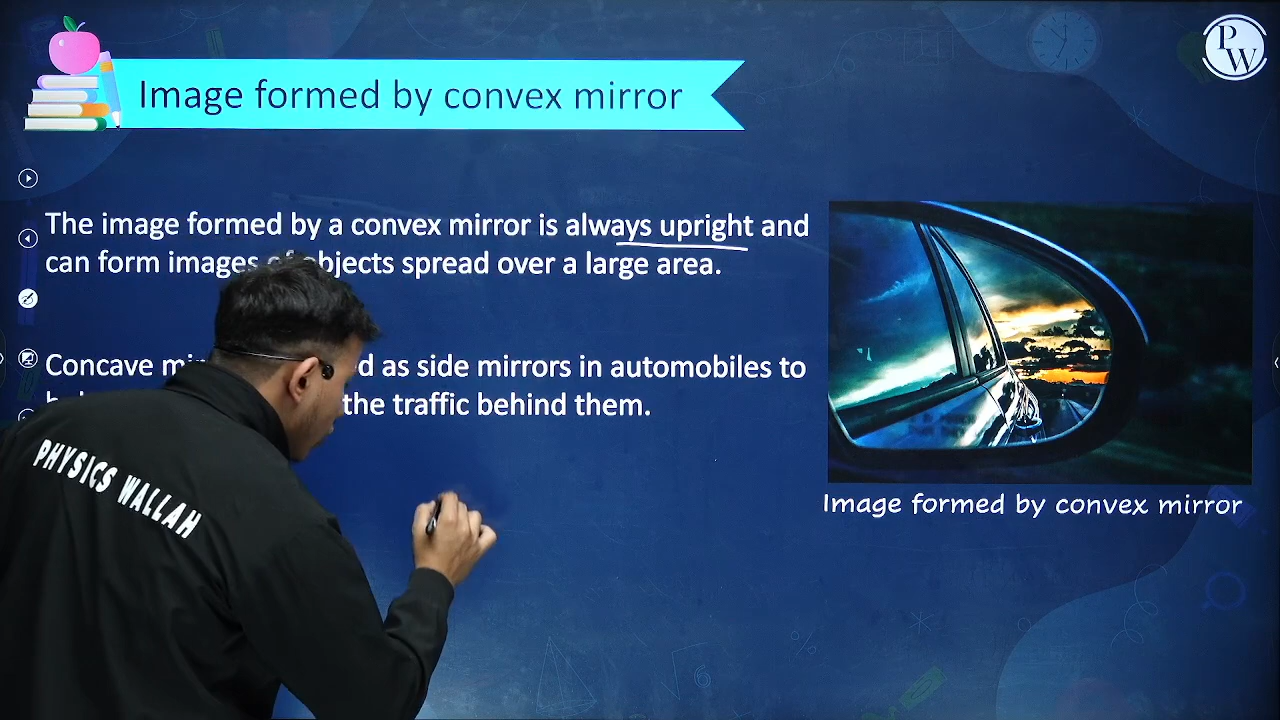 PW
Image formed by convex mirror
The image formed by a convex mirror is always upright and
can form images of objects spread over a large area.
Concave as side mirrors in automobiles to
the traffic behind them.
Image formed by convex mirror
PHYSICS WALLAH